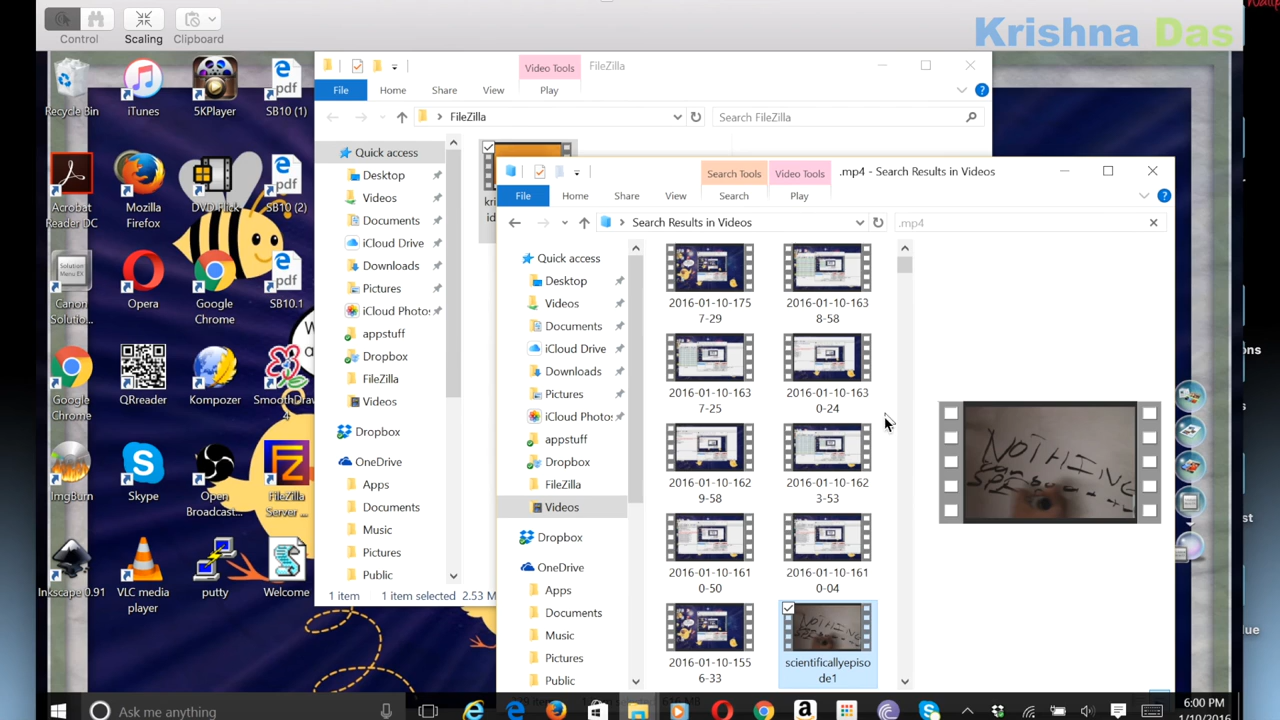 Control
Scaling
Clipboard
Krishna Das
Recycle Bin
iTunes
5KPlayer
SB10 (1)
Acrobat Reader DC
Mozilla Firefox
DVD Flick
SB10 (2)
Canon Solutio...
Opera
Google Chrome
SB10.1
Google Chrome
QRreader
Kompozer
SmoothDraw 4
ImgBurn
Skype
Open Broadcast...
FileZilla Server ...
Inkscape 0.91
VLC media player
putty
Welcome
Video Tools
FileZilla
File
Home
Share
View
Play
FileZilla
Search FileZilla
Quick access
Desktop
Videos
Documents
iCloud Drive
Downloads
Pictures
iCloud Photos
appstuff
Dropbox
FileZilla
Videos
Dropbox
OneDrive
Apps
Documents
Music
Pictures
Public
1 item
1 item selected 2.53 M
Search Tools
Video Tools
.mp4 - Search Results in Videos
File
Home
Share
View
Search
Play
Search Results in Videos
.mp4
Quick access
Desktop
Videos
Documents
iCloud Drive
Downloads
Pictures
iCloud Photos
appstuff
Dropbox
FileZilla
Videos
Dropbox
OneDrive
Apps
Documents
Music
Pictures
Public
2016-01-10-175
7-29
2016-01-10-163
8-58
2016-01-10-163
7-25
2016-01-10-163
0-24
2016-01-10-162
9-58
2016-01-10-162
3-53
2016-01-10-161
0-50
2016-01-10-161
0-04
2016-01-10-155
6-33
scientificallyepiso
de1
NOTHING
Ask me anything
6:00 PM
1/10/2016